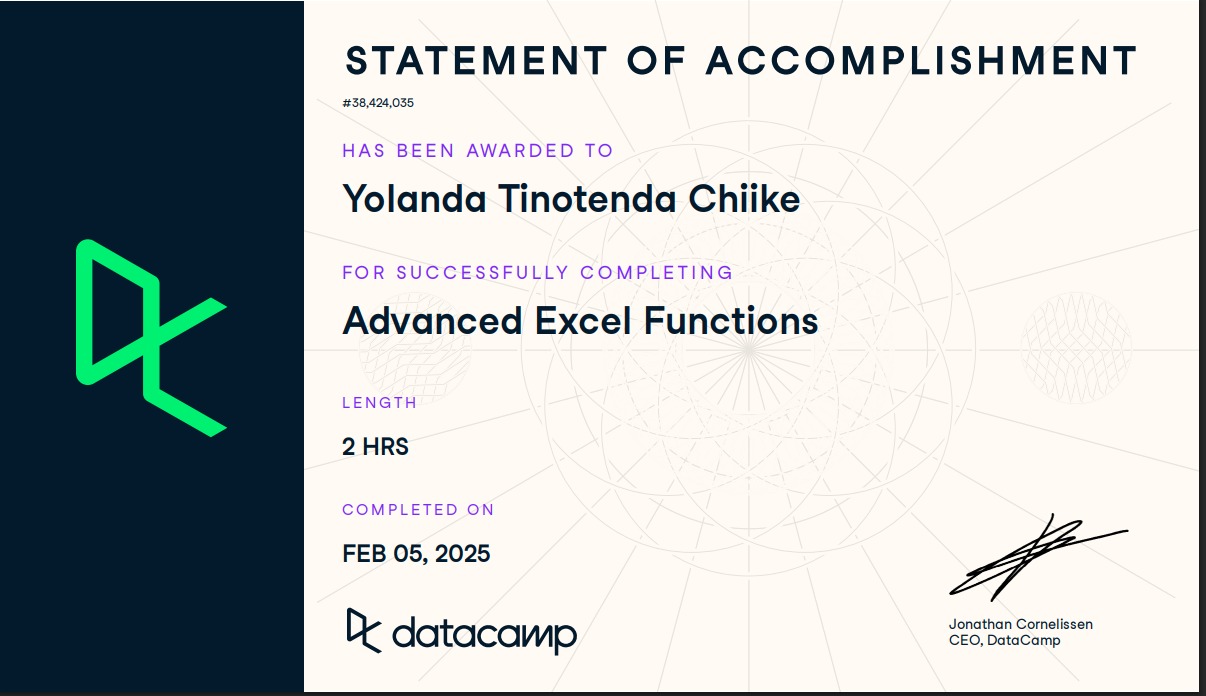 STATEMENT OF ACCOMPLISHMENT
#38,424,035
HAS BEEN AWARDED TO
Yolanda Tinotenda Chiike
FOR SUCCESSFULLY COMPLETING
Advanced Excel Functions
LENGTH
2 HRS
COMPLETED ON
FEB 05, 2025
datacamp
Jonathan Cornelissen
CEO, DataCamp